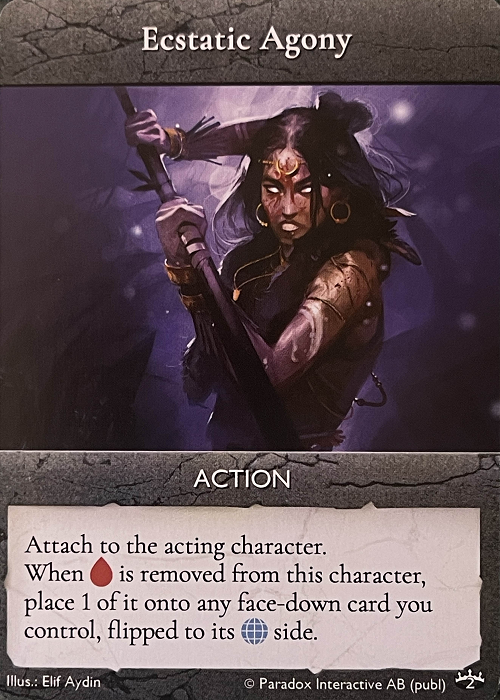 Ecstatic Agony
ACTION
Attach to the acting character.
When is removed from this character,
place 1 of it onto any face-down card you
control, flipped to its side.
Illus.: Elif Aydin
© Paradox Interactive AB (publ) 2